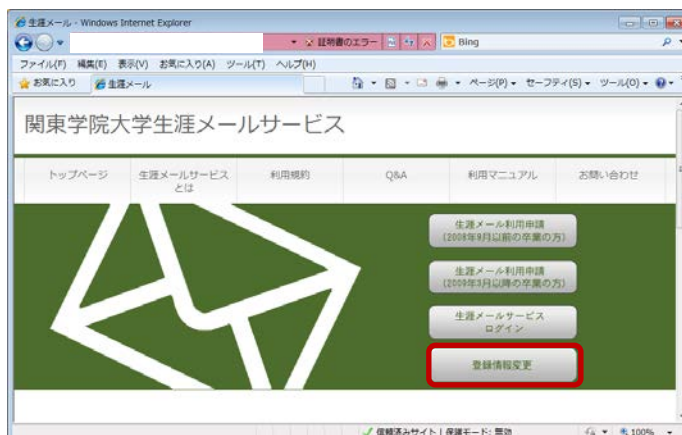 生涯メール - Windows Internet Explorer
証明書のエラー
Bing
ファイル(F) 編集(E) 表示(V) お気に入り(A) ツール(T) ヘルプ(H)
お気に入り 生涯メール ページ(P) セーフティ(S) ツール(O)
関東学院大学生涯メールサービス
トップページ 生涯メールサービス 利用規約 Q&A 利用マニュアル お問い合わせ
とは
生涯メール利用申請
(2008年9月以前の卒業の方)
生涯メール利用申請
(2009年3月以降の卒業の方)
生涯メールサービス
ログイン
登録情報変更
信頼済みサイト | 保護モード: 無効 100%